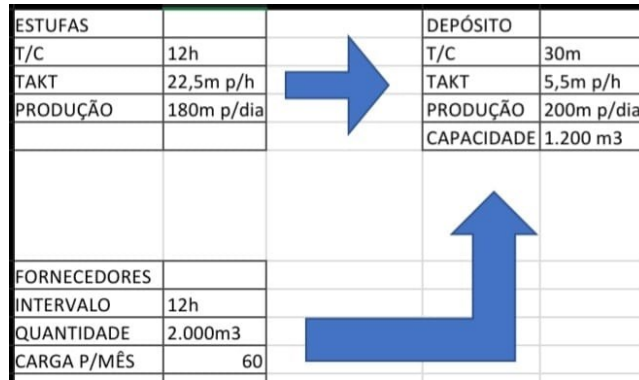 ESTUFAS
T/C 12h
TAKT 22,5m p/h
PRODUÇÃO 180m p/dia
DEPÓSITO
T/C 30m
TAKT 5,5m p/h
PRODUÇÃO 200m p/dia
CAPACIDADE 1.200 m3
FORNECEDORES
INTERVALO 12h
QUANTIDADE 2.000m3
CARGA P/MÊS 60